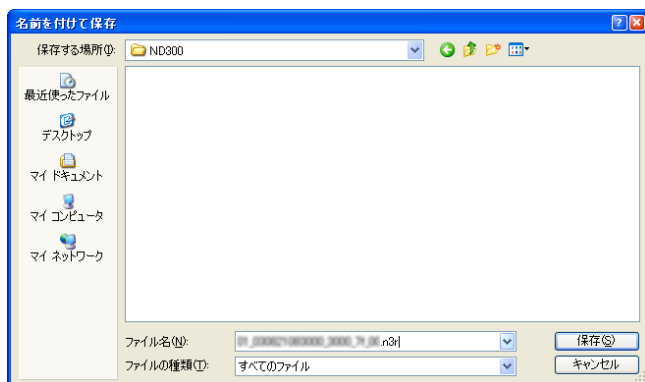 名前を付けて保存
保存する場所(I):
ND300
最近使ったファイル
デスクトップ
マイ ドキュメント
マイ コンピュータ
マイ ネットワーク
ファイル名(N):
.n3r
保存(S)
ファイルの種類(T):
すべてのファイル
キャンセル